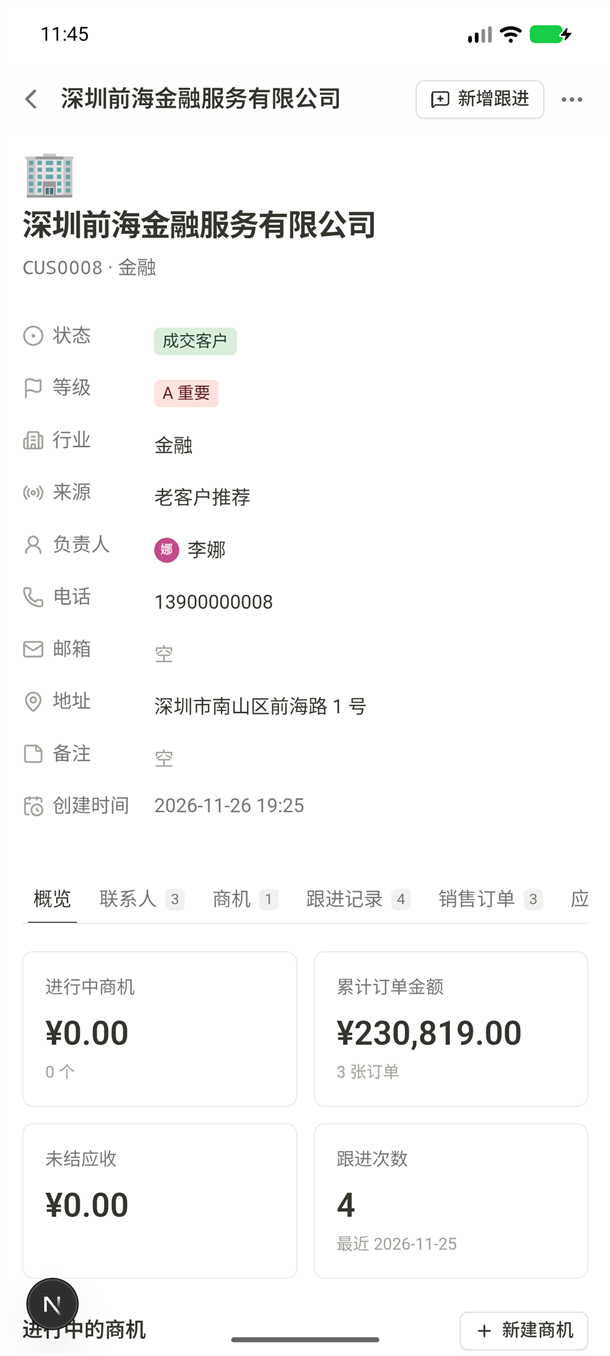 11:45
深圳前海金融服务有限公司
新增跟进
深圳前海金融服务有限公司
CUS0008 · 金融
状态
成交客户
等级
A 重要
行业
金融
来源
老客户推荐
负责人
娜 李娜
电话
13900000008
邮箱
空
地址
深圳市南山区前海路 1 号
备注
空
创建时间
2026-11-26 19:25
概览 联系人 3 商机 1 跟进记录 4 销售订单 3 应
进行中商机
¥0.00
0 个
累计订单金额
¥230,819.00
3 张订单
未结应收
¥0.00
跟进次数
4
最近 2026-11-25
N
进行中的商机
+ 新建商机